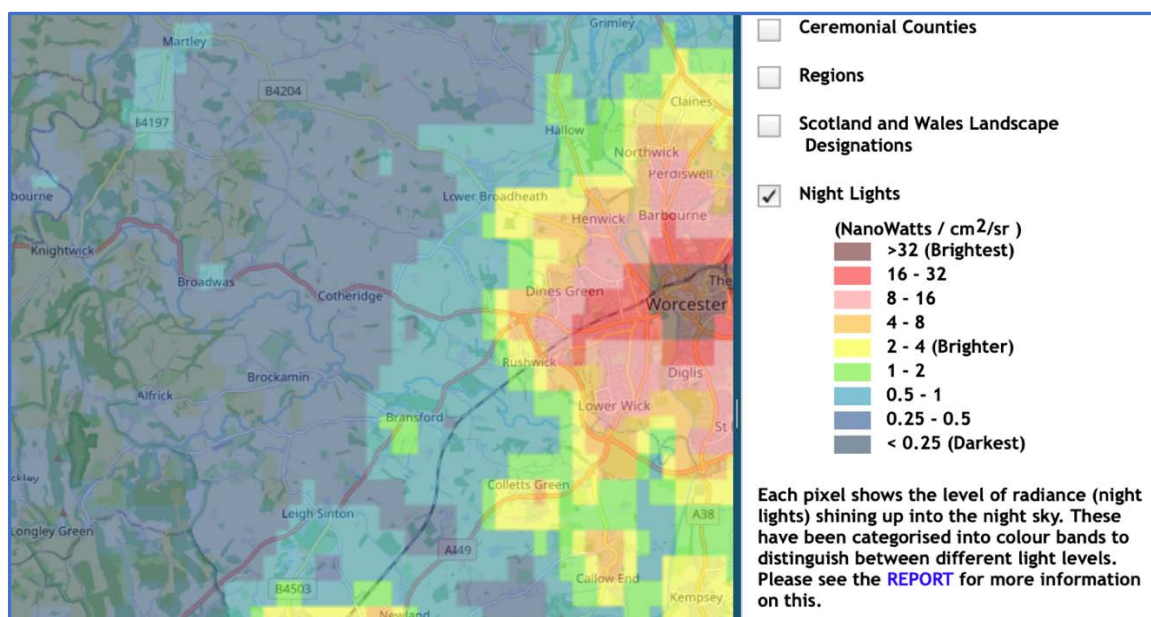 Grimley
Martley
B4204
Claines
B4197
Hallow
Northwick
Perdiswell
Lower Broadheath
bourne
Henwick
Barbourne
Knightwick
The
Broadwas
Cotheridge
Dines Green
Worcester
Rushwick
Diglis
Brockamin
Alfrick
Lower Wick
Bransford
St
ckley
Colletts Green
Leigh Sinton
A38
Longley Green
A449
Callow End
B4503
Kempsey
Newland
Ceremonial Counties
Regions
Scotland and Wales Landscape
Designations
Night Lights
(NanoWatts / cm2/sr )
>32 (Brightest)
16 - 32
8 - 16
4 - 8
2 - 4 (Brighter)
1 - 2
0.5 - 1
0.25 - 0.5
< 0.25 (Darkest)
Each pixel shows the level of radiance (night
lights) shining up into the night sky. These
have been categorised into colour bands to
distinguish between different light levels.
Please see the REPORT for more information
on this.